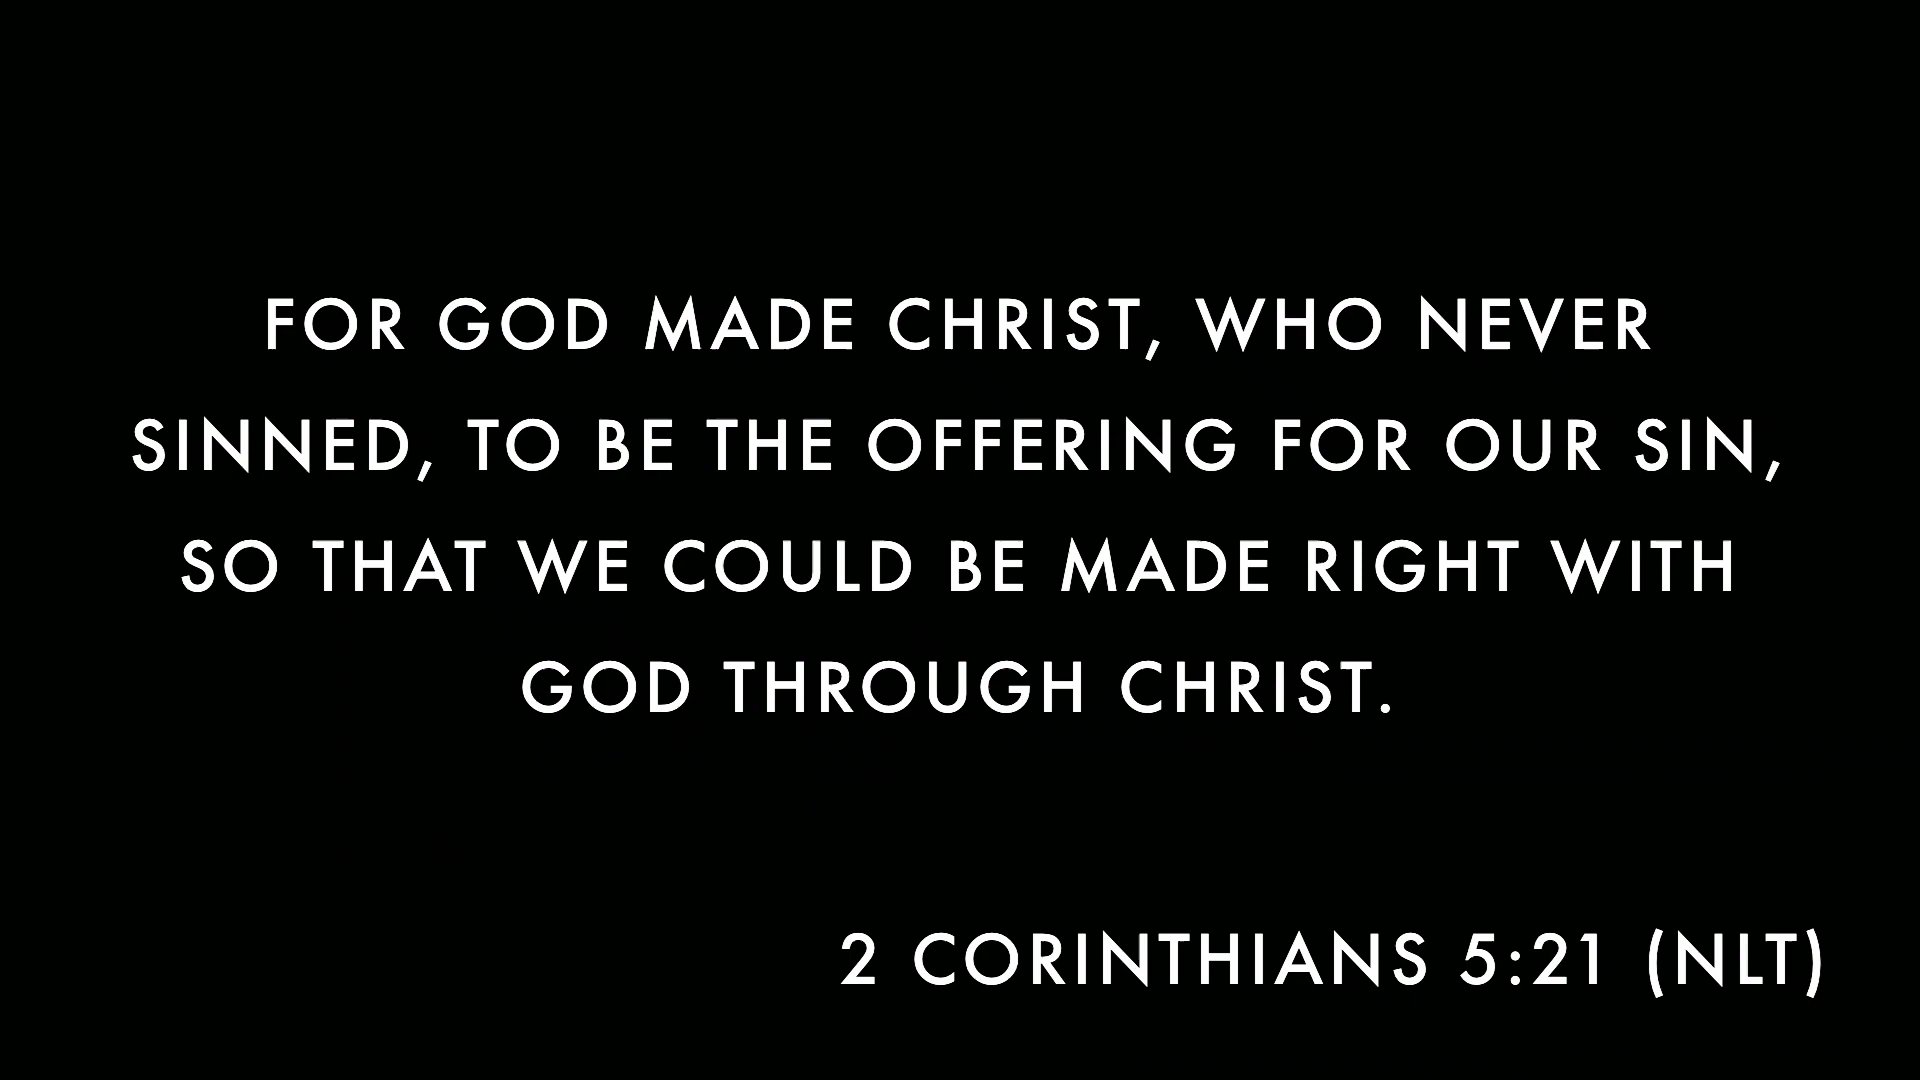 FOR GOD MADE CHRIST, WHO NEVER
SINNED, TO BE THE OFFERING FOR OUR SIN,
SO THAT WE COULD BE MADE RIGHT WITH
GOD THROUGH CHRIST.
2 CORINTHIANS 5:21 (NLT)